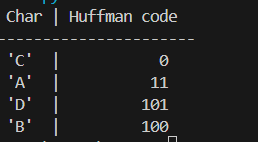 Char | Huffman code
----------------------
'C'  |            0
'A'  |           11
'D'  |          101
'B'  |          100